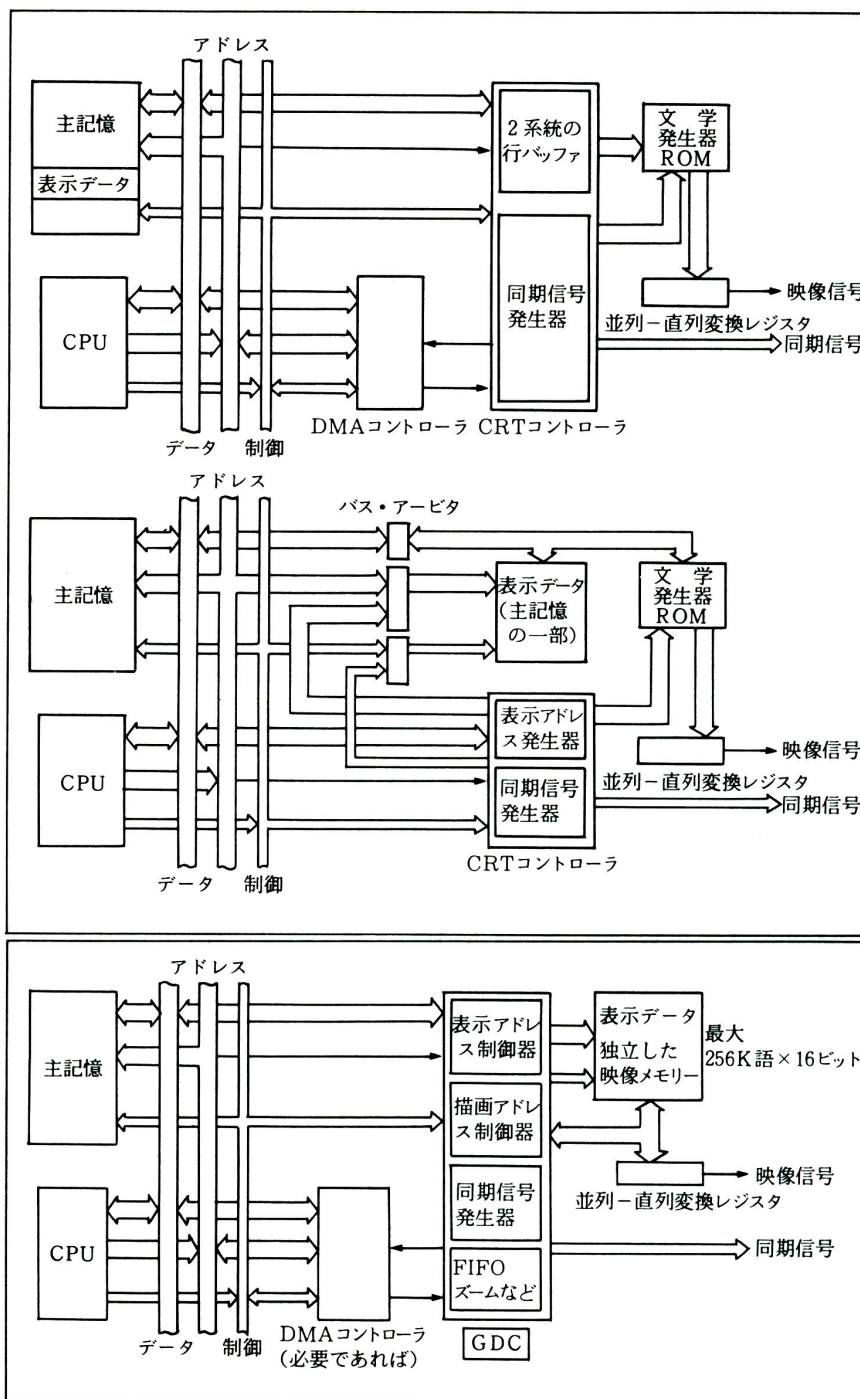 アドレス
主記憶
表示データ
2系統の
行バッファ
文 学
発生器
ROM
CPU
同期信号
発生器
映像信号
並列－直列変換レジスタ
同期信号
DMAコントローラ
CRTコントローラ
データ
制御
アドレス
バス・アービタ
主記憶
表示データ
(主記憶
の一部)
文 学
発生器
ROM
CPU
表示アドレ
ス発生器
同期信号
発生器
映像信号
並列－直列変換レジスタ
同期信号
CRTコントローラ
データ
制御
アドレス
主記憶
表示アドレ
ス制御器
表示データ
独立した
映像メモリー
最大
256K語×16ビット
描画アドレ
ス制御器
映像信号
並列－直列変換レジスタ
CPU
同期信号
発生器
同期信号
FIFO
ズームなど
データ
制御
DMAコントローラ
(必要であれば)
GDC